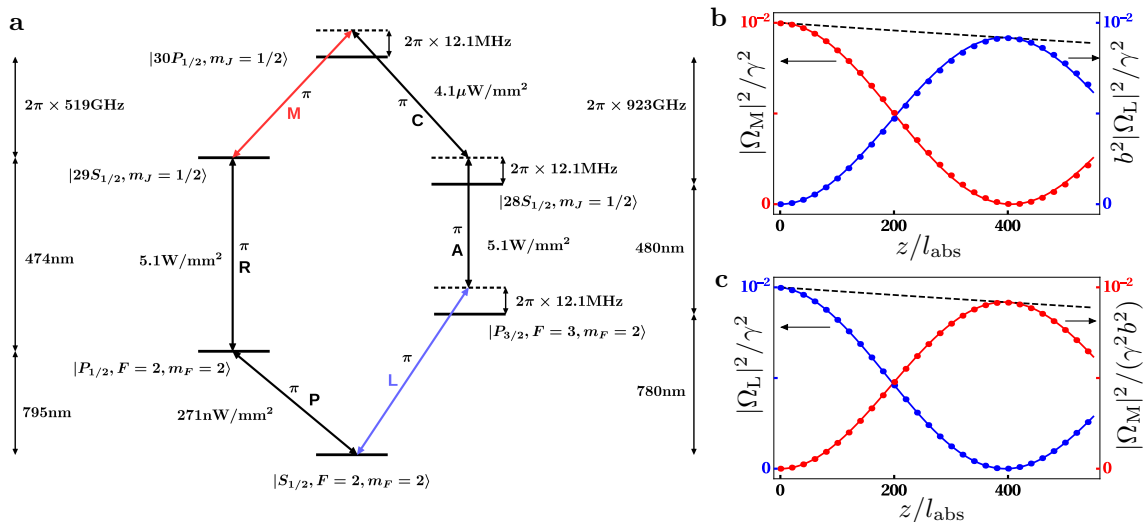 a
2π × 12.1MHz
|30P1/2, mJ = 1/2⟩
π
π
4.1μW/mm²
M
C
2π × 519GHz
2π × 923GHz
2π × 12.1MHz
|29S1/2, mJ = 1/2⟩
|28S1/2, mJ = 1/2⟩
π
π
A
5.1W/mm²
480nm
474nm
5.1W/mm²
R
2π × 12.1MHz
|P3/2, F = 3, mF = 2⟩
|P1/2, F = 2, mF = 2⟩
π
L
π
P
780nm
795nm
271nW/mm²
|S1/2, F = 2, mF = 2⟩
b
10⁻²
10⁻²
|ΩM|²/γ²
b²|ΩL|²/γ²
0
0
0
200
400
z/labs
c
10⁻²
10⁻²
|ΩL|²/γ²
|ΩM|²/(γ²b²)
0
0
0
200
400
z/labs